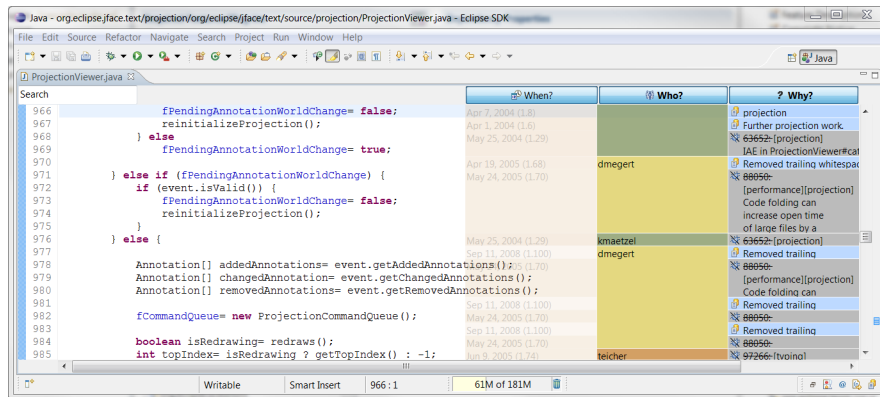 Java - org.eclipse.jface.text/projection/org/eclipse/jface/text/source/projection/ProjectionViewer.java - Eclipse SDK
File Edit Source Refactor Navigate Search Project Run Window Help
Java
ProjectionViewer.java
Search When? Who? Why?
966 fPendingAnnotationWorldChange= false; Apr 7, 2004 (1.8) projection
967 reinitializeProjection(); Apr 1, 2004 (1.6) Further projection work.
968 } else May 25, 2004 (1.29) 63652: [projection]
969 fPendingAnnotationWorldChange= true; IAE in ProjectionViewer#cat
970 Apr 19, 2005 (1.68) dmegert Removed trailing whitespac
971 } else if (fPendingAnnotationWorldChange) { May 24, 2005 (1.70) 88050:
972 if (event.isValid()) { [performance][projection]
973 fPendingAnnotationWorldChange= false; Code folding can
974 reinitializeProjection(); increase open time
975 } of large files by a
976 } else { May 25, 2004 (1.29) kmaetzel 63652: [projection]
977 Sep 11, 2008 (1.100) dmegert Removed trailing
978 Annotation[] addedAnnotations= event.getAddedAnnotations(); 2005 (1.70) 88050:
979 Annotation[] changedAnnotation= event.getChangedAnnotations(); [performance][projection]
980 Annotation[] removedAnnotations= event.getRemovedAnnotations(); Code folding can
981 Sep 11, 2008 (1.100) Removed trailing
982 fCommandQueue= new ProjectionCommandQueue(); May 24, 2005 (1.70) 88050:
983 Sep 11, 2008 (1.100) Removed trailing
984 boolean isRedrawing= redraws(); May 24, 2005 (1.70) 88050:
985 int topIndex= isRedrawing ? getTopIndex() : -1; Jun 9, 2005 (1.74) teicher 97266: [typing]
Writable Smart Insert 966 : 1 61M of 181M